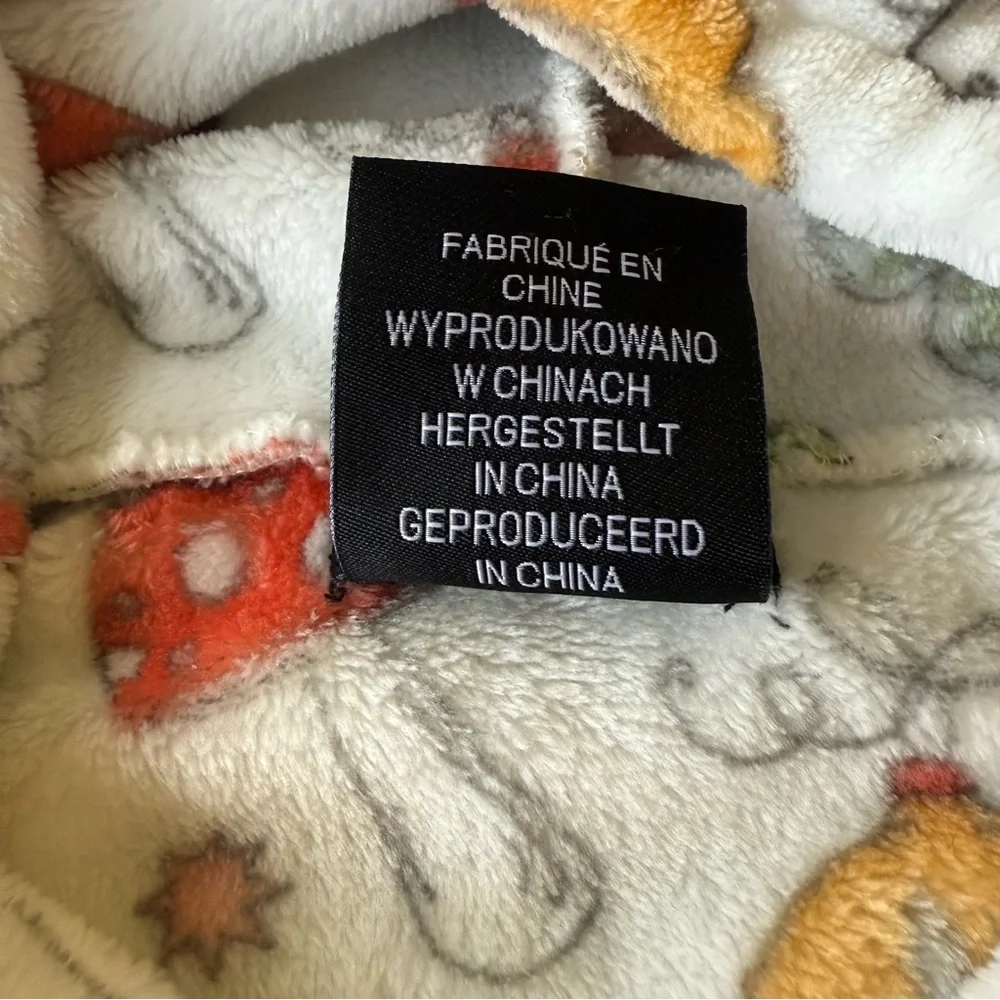 FABRIQUÉ EN
CHINE
WYPRODUKOWANO
W CHINACH
HERGESTELLT
IN CHINA
GEPRODUCEERD
IN CHINA